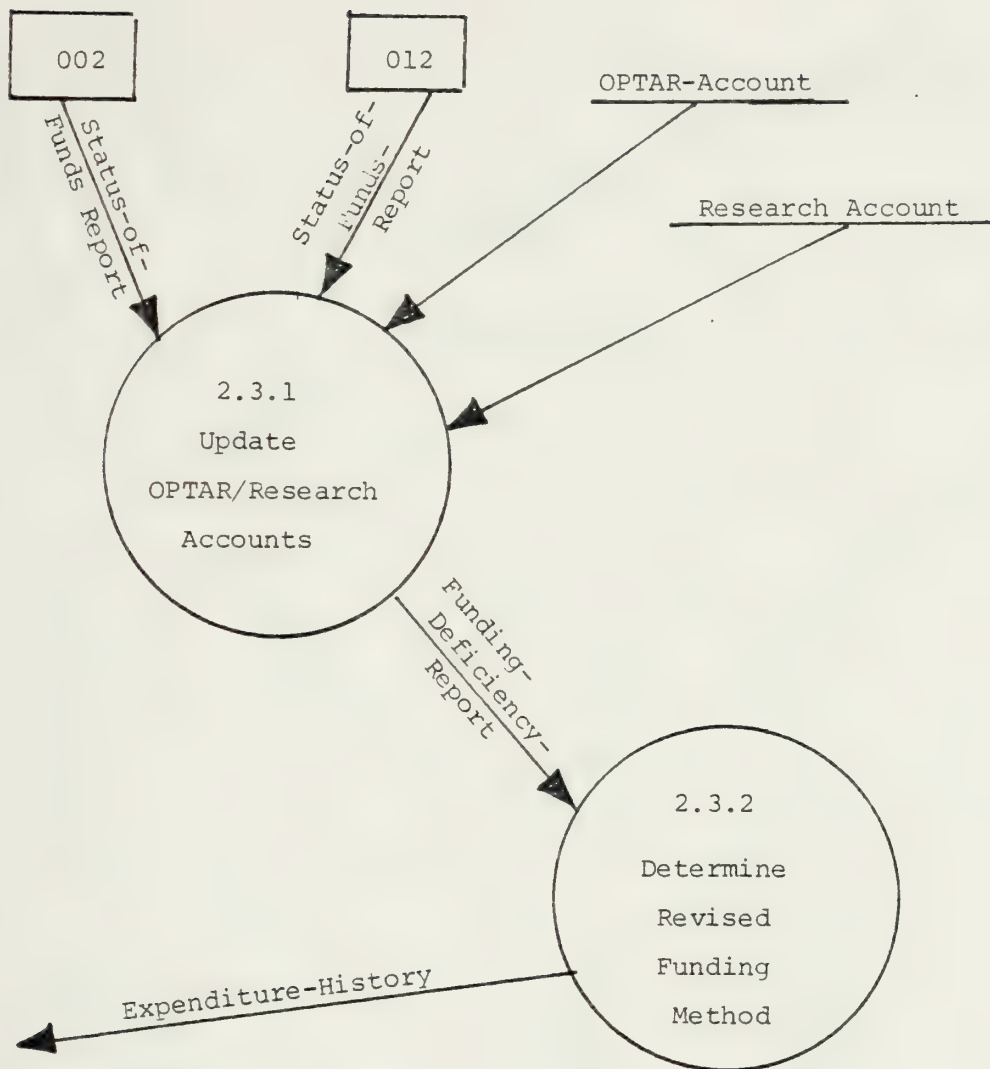 002
012
OPTAR-Account
Status-of-
Funds Report
Status-of-
Funds-
Report
Research Account
2.3.1
Update
OPTAR/Research
Accounts
Funding-
Deficiency-
Report
2.3.2
Determine
Revised
Funding
Method
Expenditure-History